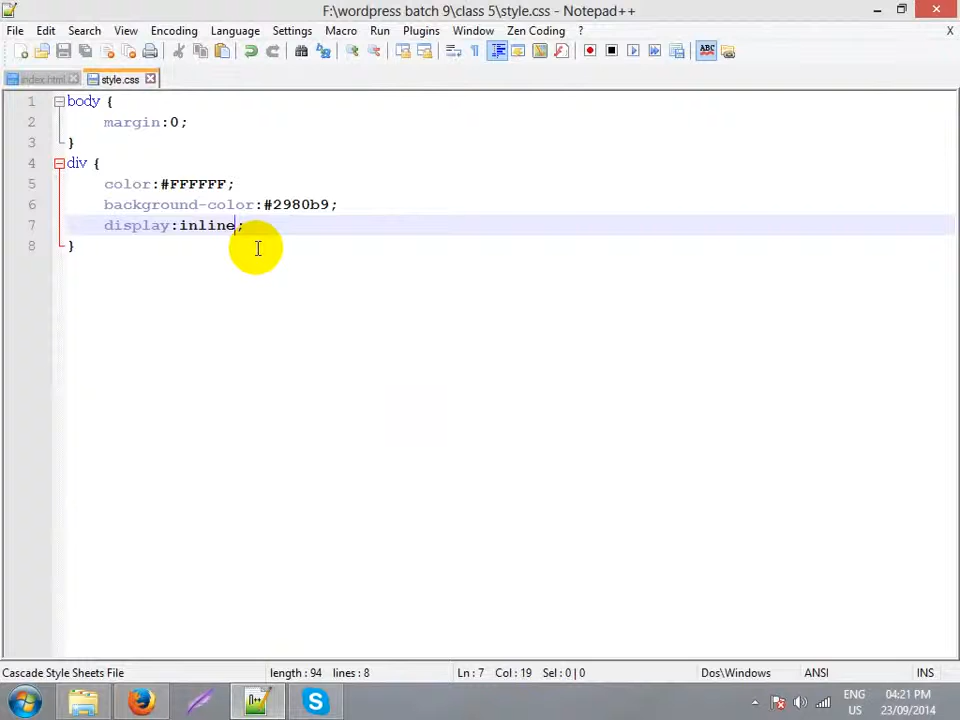 F:\wordpress batch 9\class 5\style.css - Notepad++
File Edit Search View Encoding Language Settings Macro Run Plugins Window Zen Coding ? X
index.html style.css
1 body {
2 margin:0;
3 }
4 div {
5 color:#FFFFFF;
6 background-color:#2980b9;
7 display:inline;
8 }
Cascade Style Sheets File length : 94 lines : 8 Ln : 7 Col : 19 Sel : 0 | 0 Dos\Windows ANSI INS
ENG 04:21 PM
US 23/09/2014